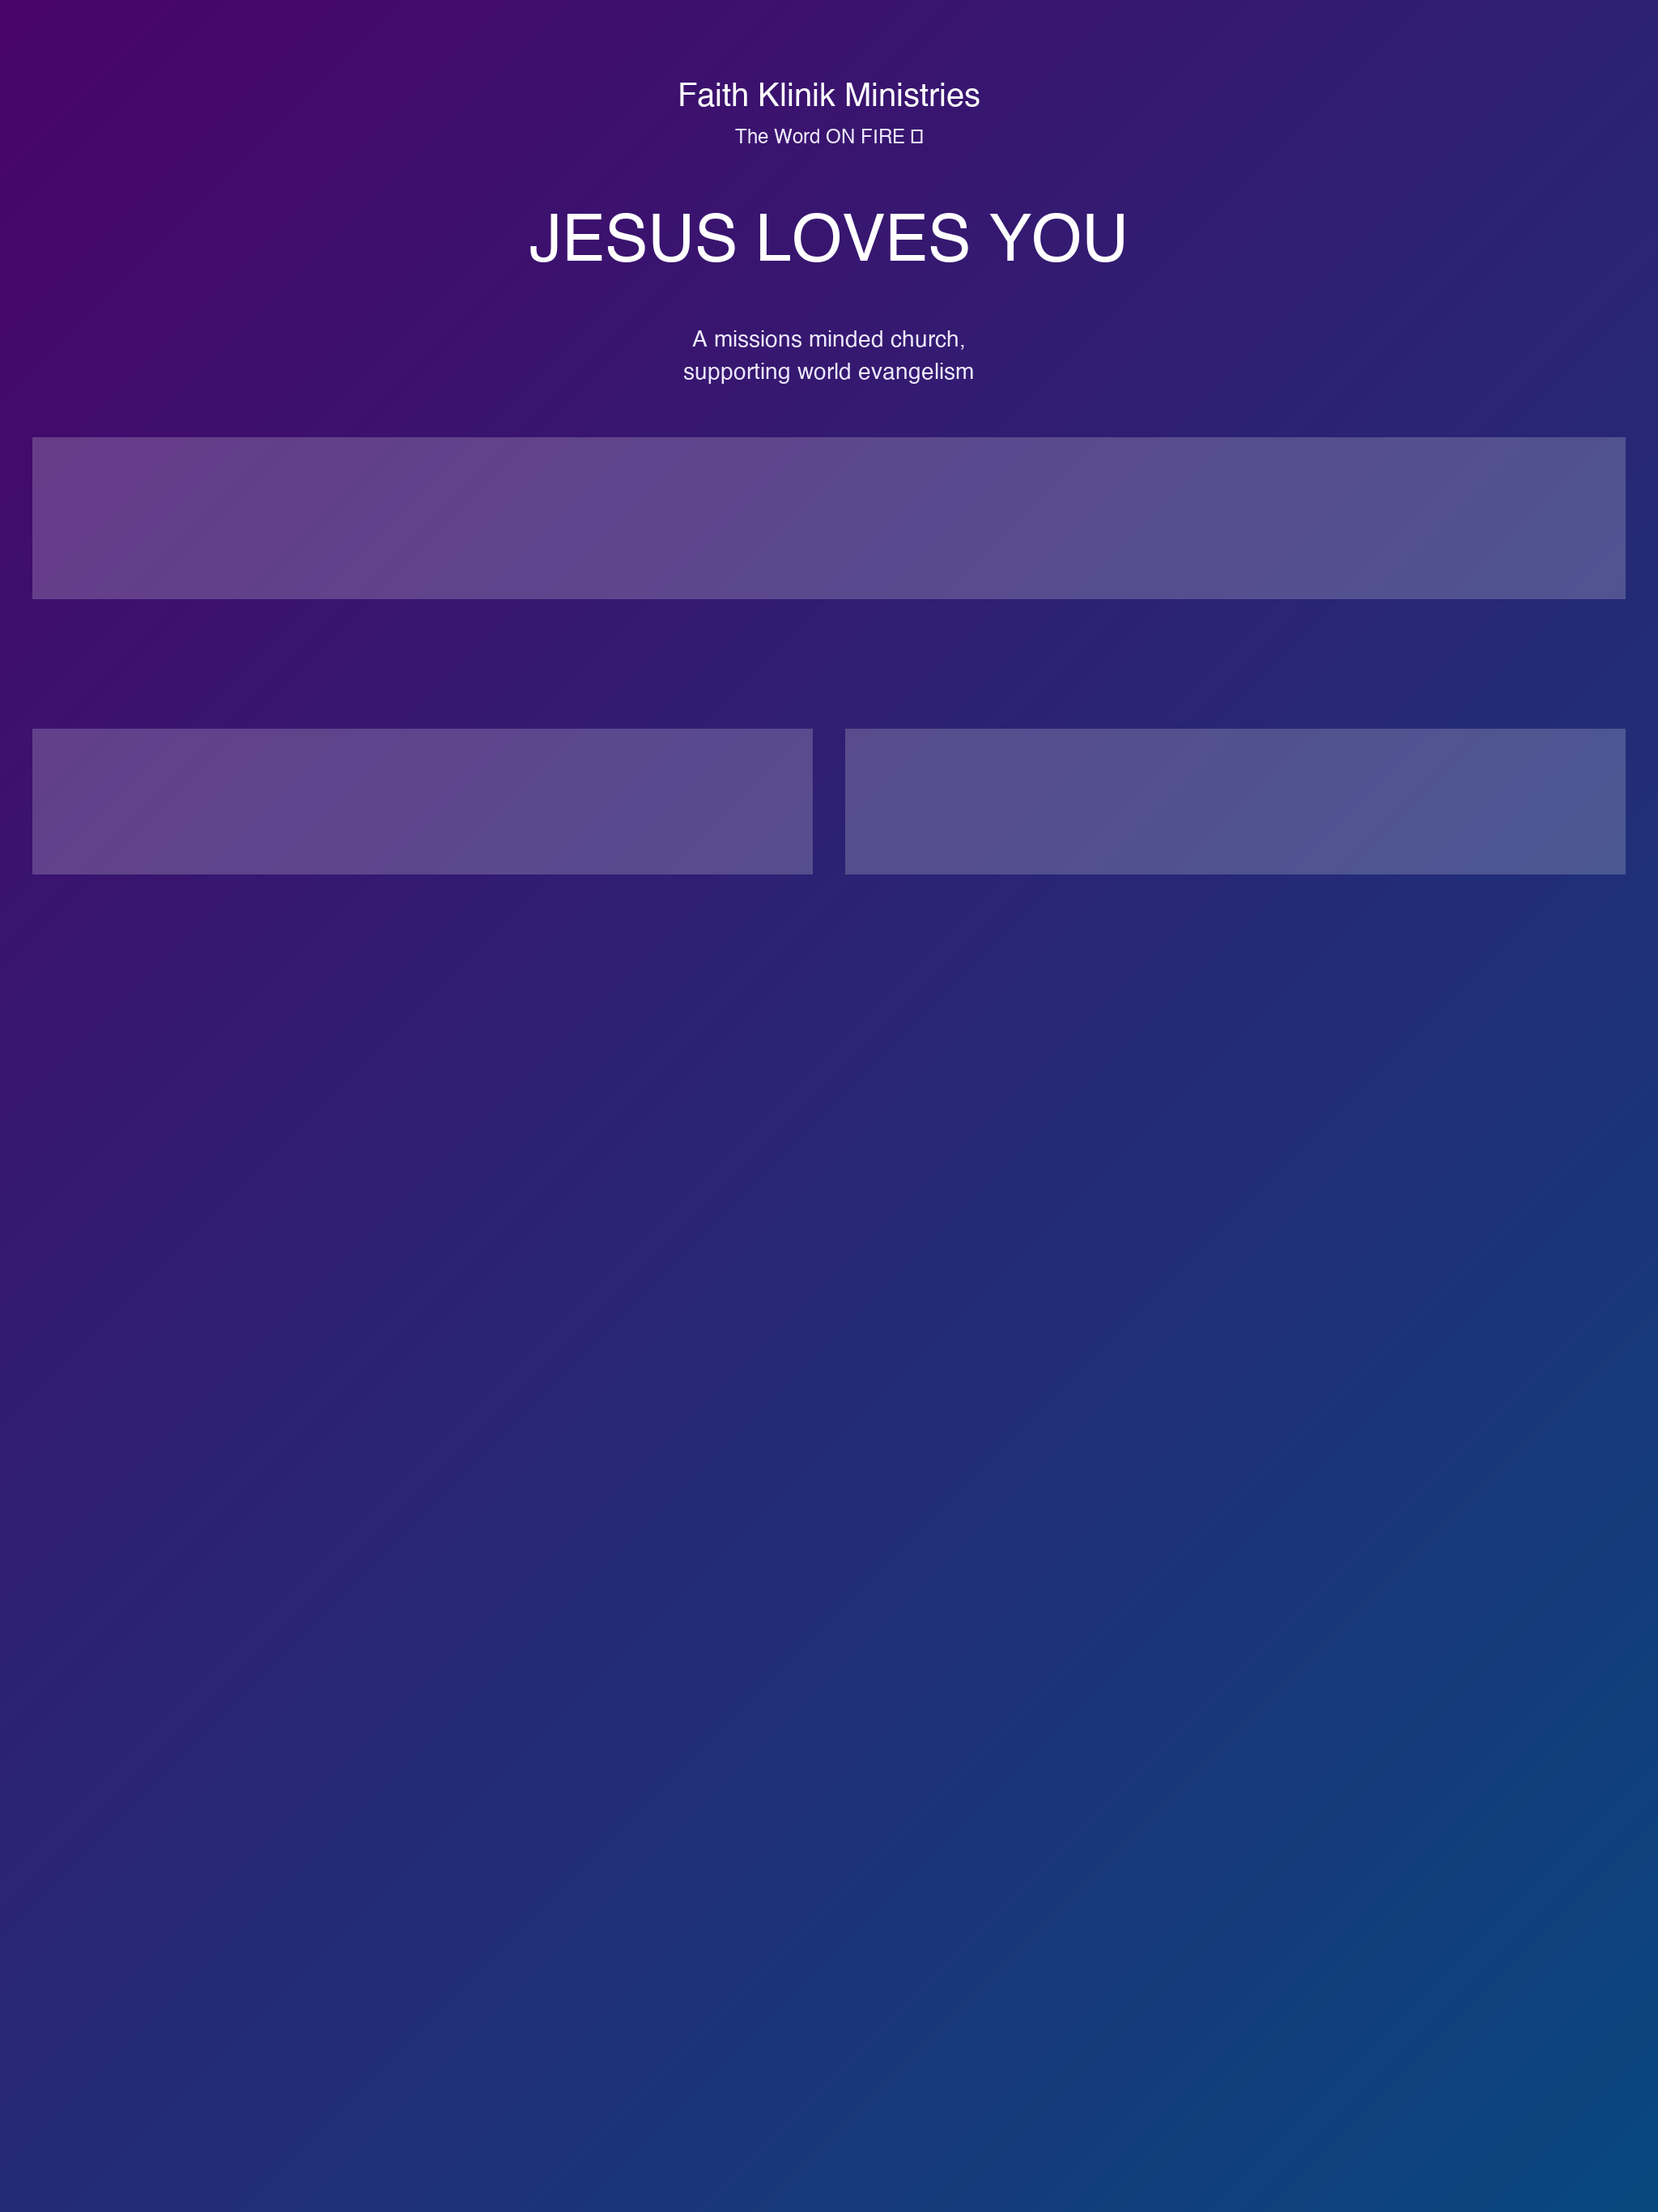 Faith Klinik Ministries
The Word ON FIRE
JESUS LOVES YOU
A missions minded church,
supporting world evangelism